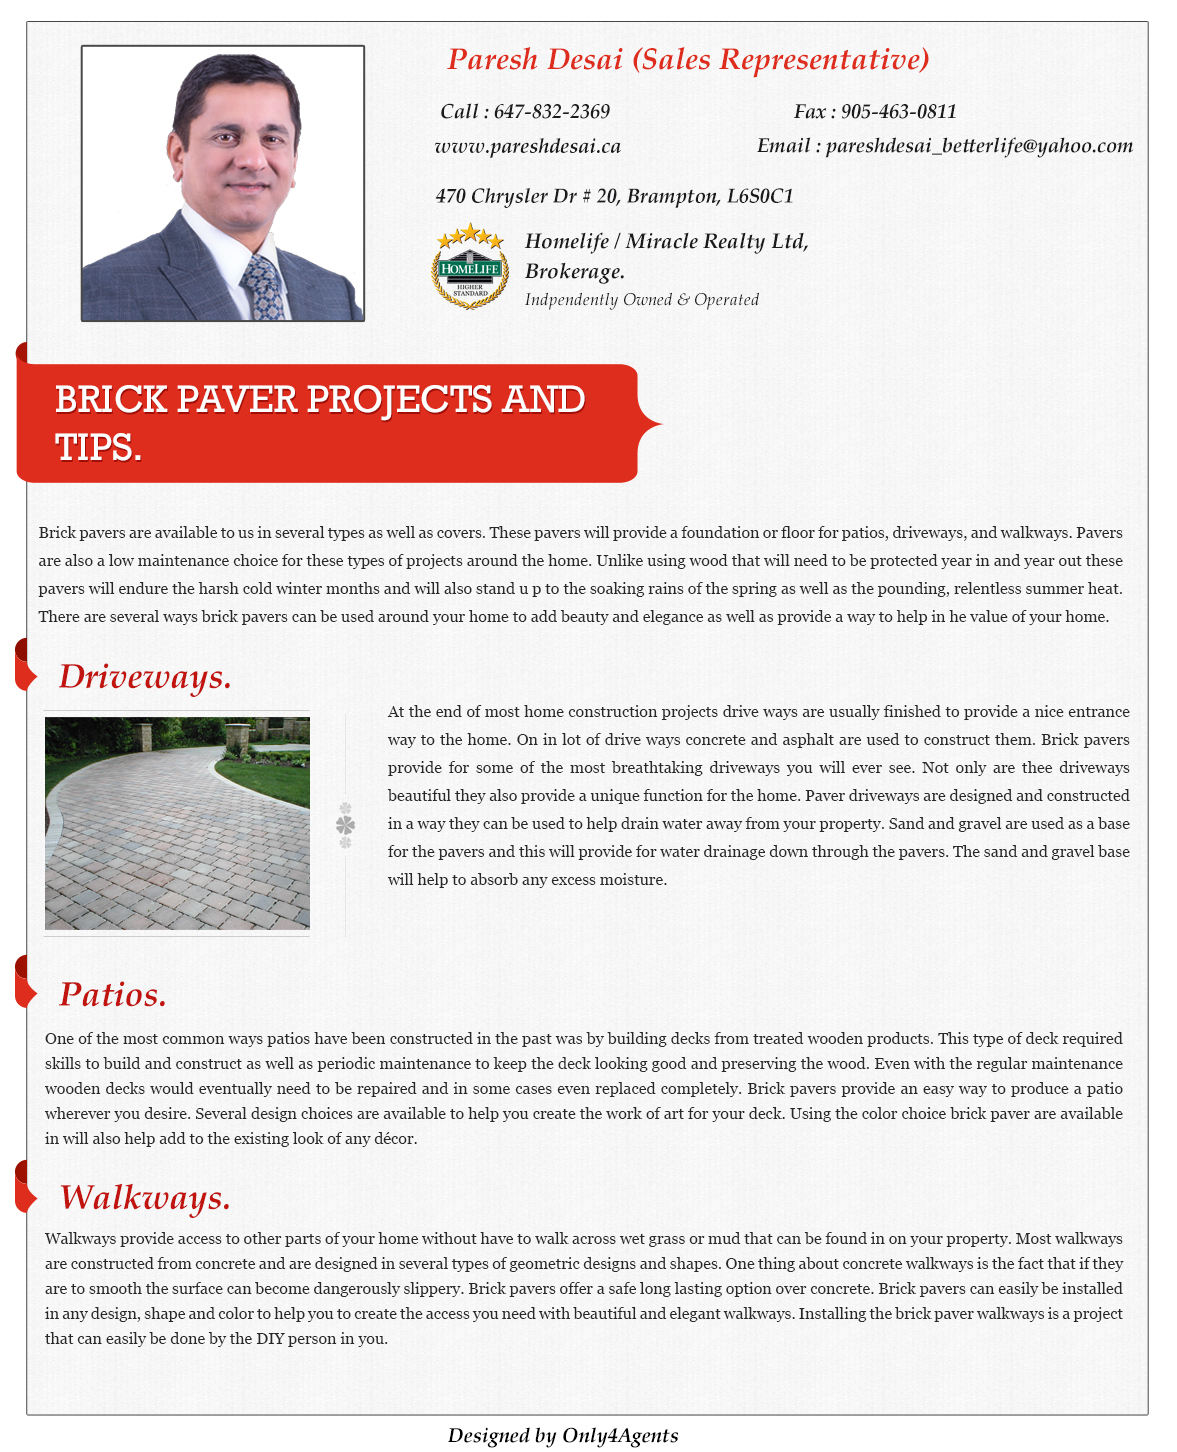 Paresh Desai (Sales Representative)
Call : 647-832-2369
Fax : 905-463-0811
www.pareshdesai.ca
Email : pareshdesai_betterlife@yahoo.com
470 Chrysler Dr # 20, Brampton, L6S0C1
HOMELIFE
HIGHER
STANDARD
Homelife / Miracle Realty Ltd,
Brokerage.
Indpendently Owned & Operated
BRICK PAVER PROJECTS AND
TIPS.
Brick pavers are available to us in several types as well as covers. These pavers will provide a foundation or floor for patios, driveways, and walkways. Pavers
are also a low maintenance choice for these types of projects around the home. Unlike using wood that will need to be protected year in and year out these
pavers will endure the harsh cold winter months and will also stand u p to the soaking rains of the spring as well as the pounding, relentless summer heat.
There are several ways brick pavers can be used around your home to add beauty and elegance as well as provide a way to help in he value of your home.
Driveways.
At the end of most home construction projects drive ways are usually finished to provide a nice entrance
way to the home. On in lot of drive ways concrete and asphalt are used to construct them. Brick pavers
provide for some of the most breathtaking driveways you will ever see. Not only are thee driveways
beautiful they also provide a unique function for the home. Paver driveways are designed and constructed
in a way they can be used to help drain water away from your property. Sand and gravel are used as a base
for the pavers and this will provide for water drainage down through the pavers. The sand and gravel base
will help to absorb any excess moisture.
Patios.
One of the most common ways patios have been constructed in the past was by building decks from treated wooden products. This type of deck required
skills to build and construct as well as periodic maintenance to keep the deck looking good and preserving the wood. Even with the regular maintenance
wooden decks would eventually need to be repaired and in some cases even replaced completely. Brick pavers provide an easy way to produce a patio
wherever you desire. Several design choices are available to help you create the work of art for your deck. Using the color choice brick paver are available
in will also help add to the existing look of any décor.
Walkways.
Walkways provide access to other parts of your home without have to walk across wet grass or mud that can be found in on your property. Most walkways
are constructed from concrete and are designed in several types of geometric designs and shapes. One thing about concrete walkways is the fact that if they
are to smooth the surface can become dangerously slippery. Brick pavers offer a safe long lasting option over concrete. Brick pavers can easily be installed
in any design, shape and color to help you to create the access you need with beautiful and elegant walkways. Installing the brick paver walkways is a project
that can easily be done by the DIY person in you.
Designed by Only4Agents